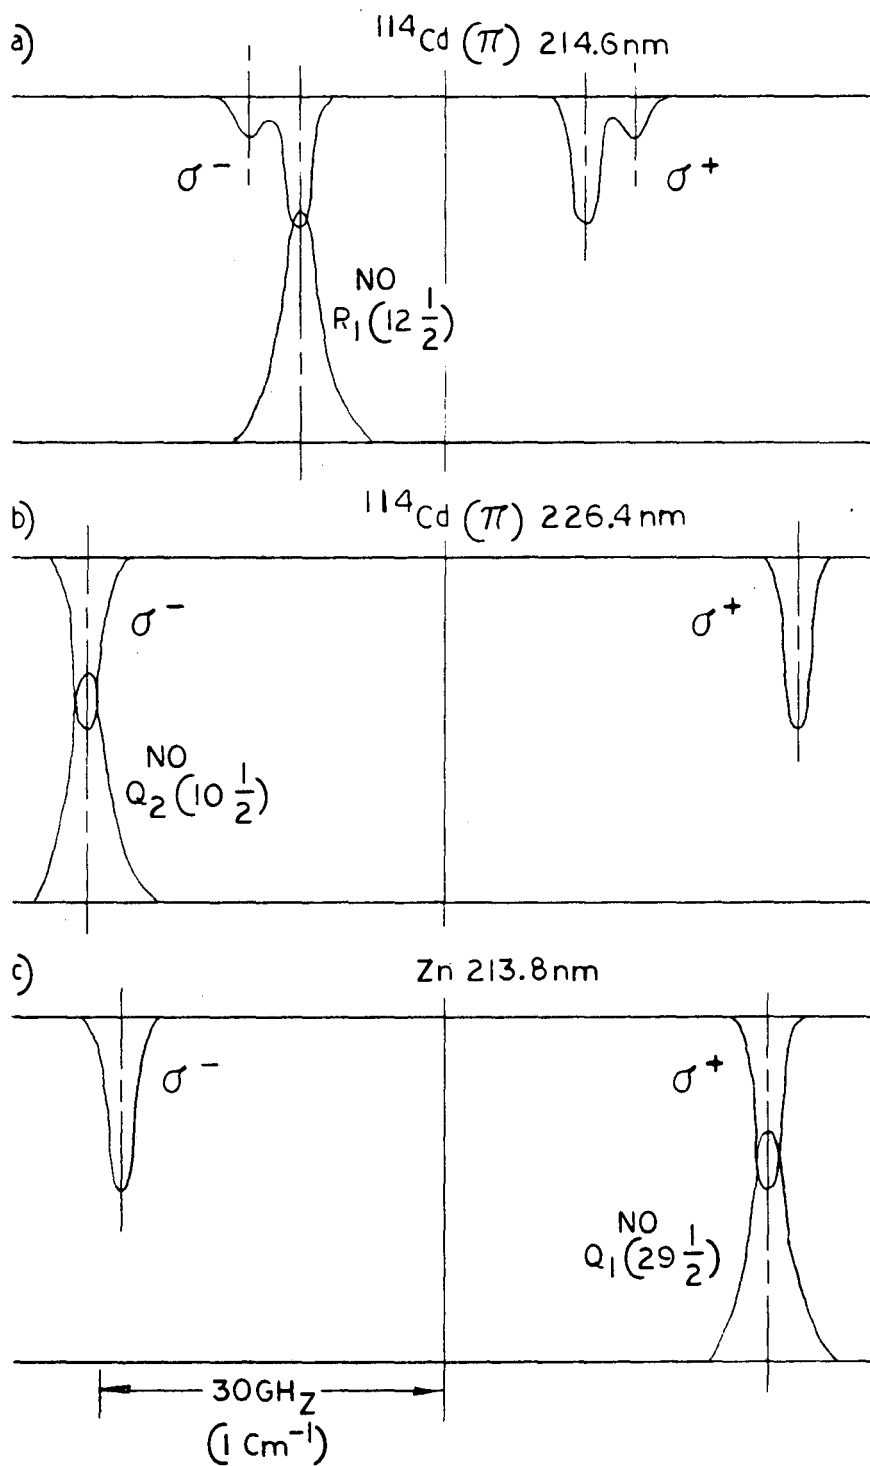 a) ¹¹⁴Cd (π) 214.6nm
σ⁻ σ⁺
NO
R₁(12 1/2)
b) ¹¹⁴Cd (π) 226.4nm
σ⁻ σ⁺
NO
Q₂(10 1/2)
c) Zn 213.8nm
σ⁻ σ⁺
NO
Q₁(29 1/2)
30GHz
(1 Cm⁻¹)